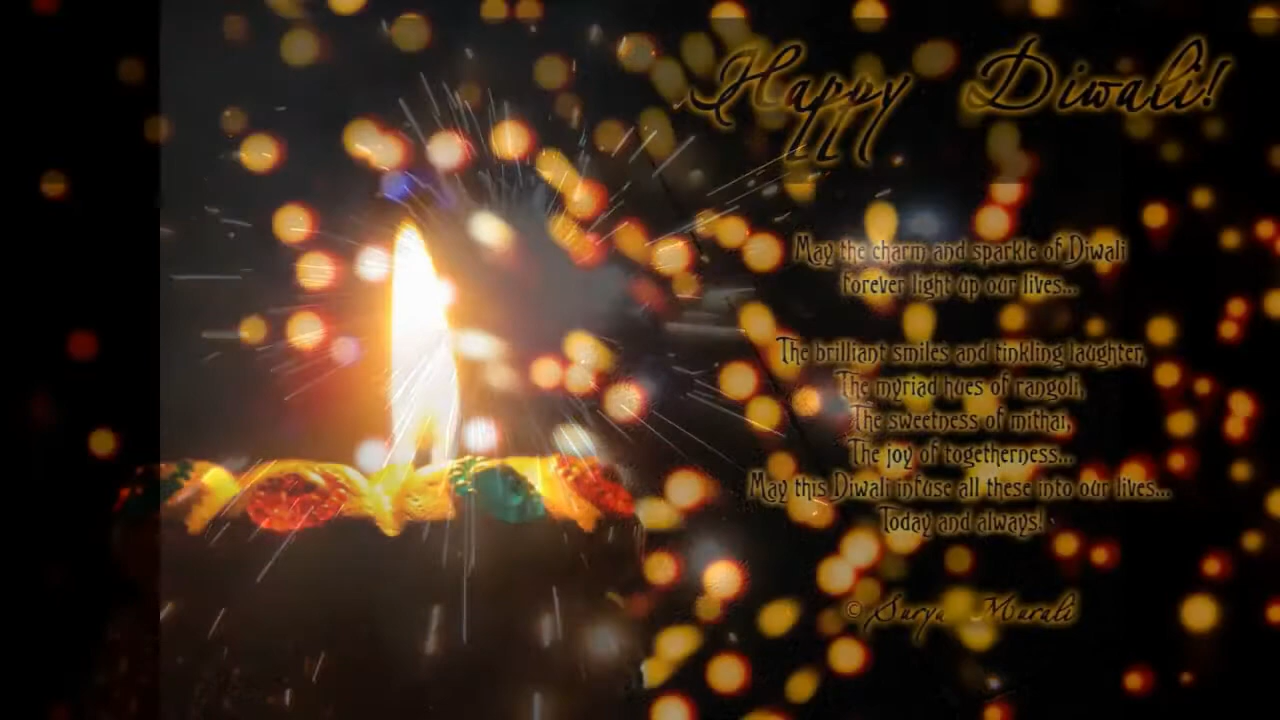 Happy Diwali!
May the charm and sparkle of Diwali
forever light up our lives...
The brilliant smiles and tinkling laughter,
The myriad hues of rangoli,
The sweetness of mithai,
The joy of togetherness...
May this Diwali infuse all these into our lives...
Today and always!
© Surya Murali